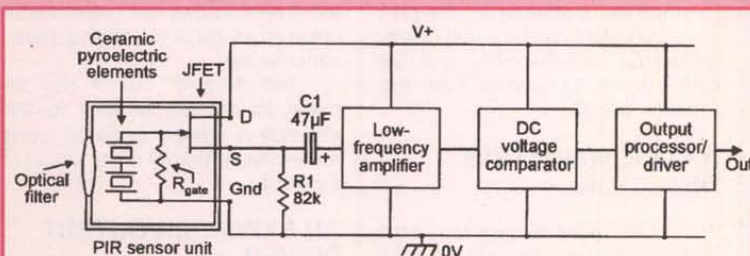 V+
Ceramic
pyroelectric
elements
JFET
D
C1
47µF
S
+
Low-
frequency
amplifier
DC
voltage
comparator
Output
processor/
driver
Out
Optical
filter
Rgate
Gnd
R1
82k
PIR sensor unit
0V